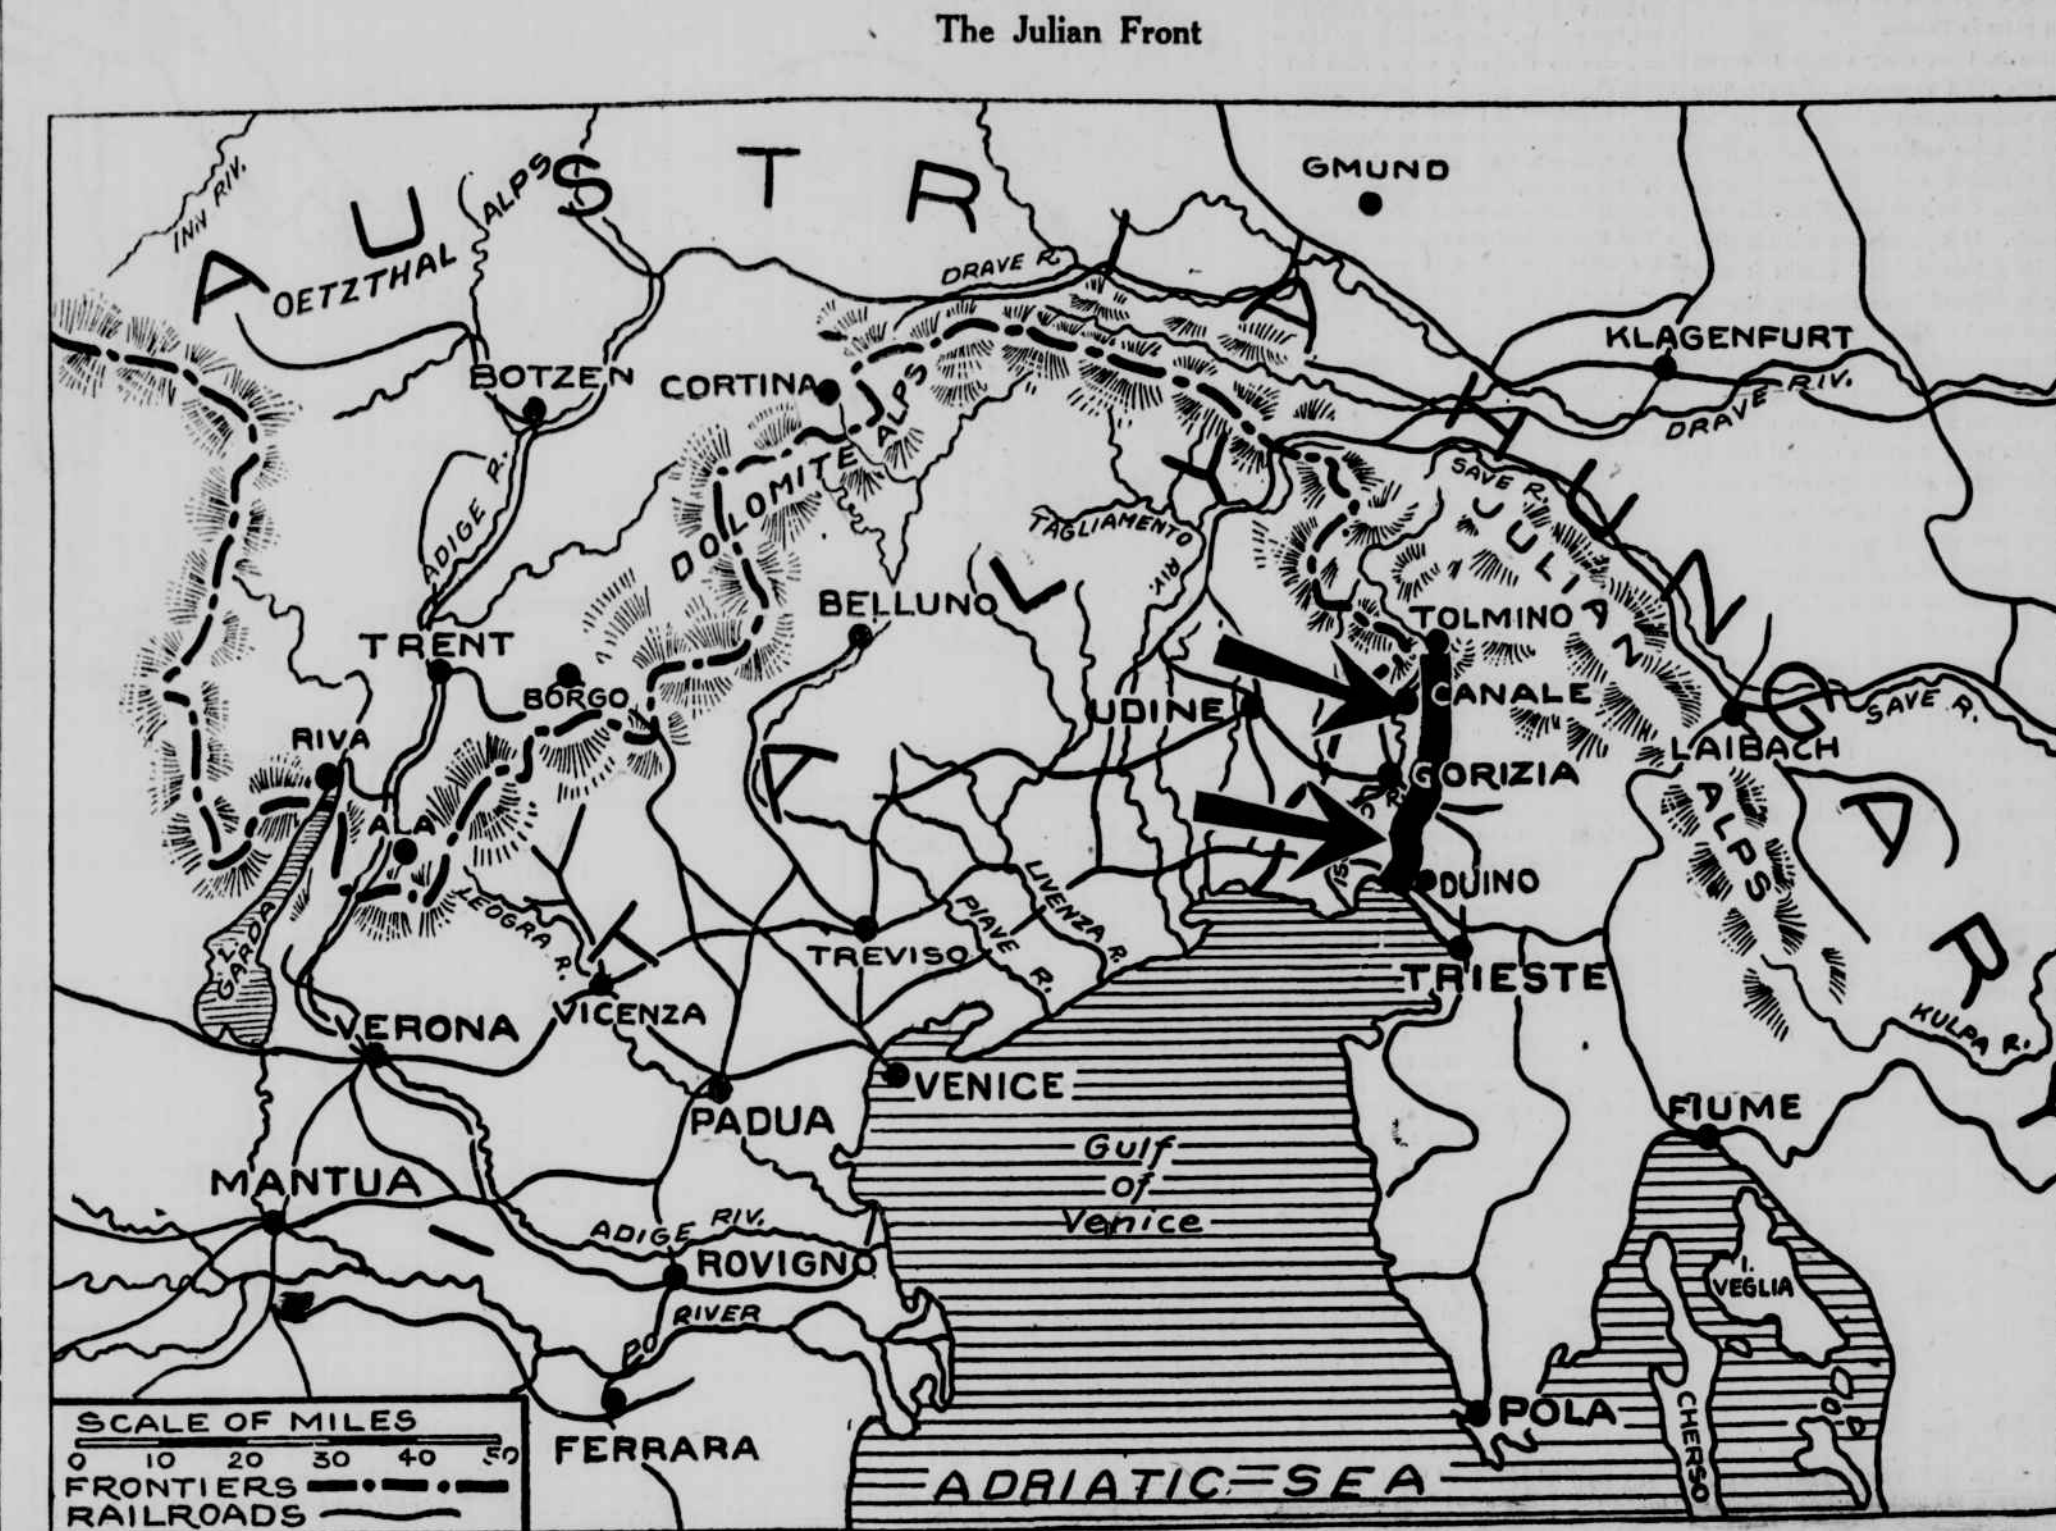 The Julian Front
AUSTRIA
HUNGARY
ITALY
INN RIV.
OETZTHAL ALPS
DRAVE R.
GMUND
KLAGENFURT
DRAVE RIV.
BOTZEN
CORTINA
DOLOMITE ALPS
ADIGE R.
SAVE R.
JULIAN ALPS
TAGLIAMENTO RIV.
BELLUNO
TOLMINO
TRENT
BORGO
UDINE
CANALE
SAVE R.
LAIBACH
RIVA
GORIZIA
ALA
LEOGRA R.
LIVENZA R.
PIAVE R.
DUINO
GARDA
TREVISO
TRIESTE
VICENZA
VERONA
KULPA R.
VENICE
PADUA
FIUME
Gulf
of
Venice
MANTUA
ADIGE RIV.
ROVIGNO
I.
VEGLIA
PO RIVER
POLA
CHERSO
SCALE OF MILES
0 10 20 30 40 50
FRONTIERS
RAILROADS
FERRARA
ADRIATIC SEA